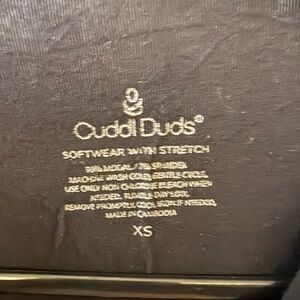 Cuddl Duds®
SOFTWEAR WITH STRETCH
93% MODAL / 7% SPANDEX
MACHINE WASH COLD, GENTLE CYCLE,
USE ONLY NON CHLORINE BLEACH WHEN
NEEDED, TUMBLE DRY LOW,
REMOVE PROMPTLY, COOL IRON IF NEEDED,
MADE IN CAMBODIA
XS